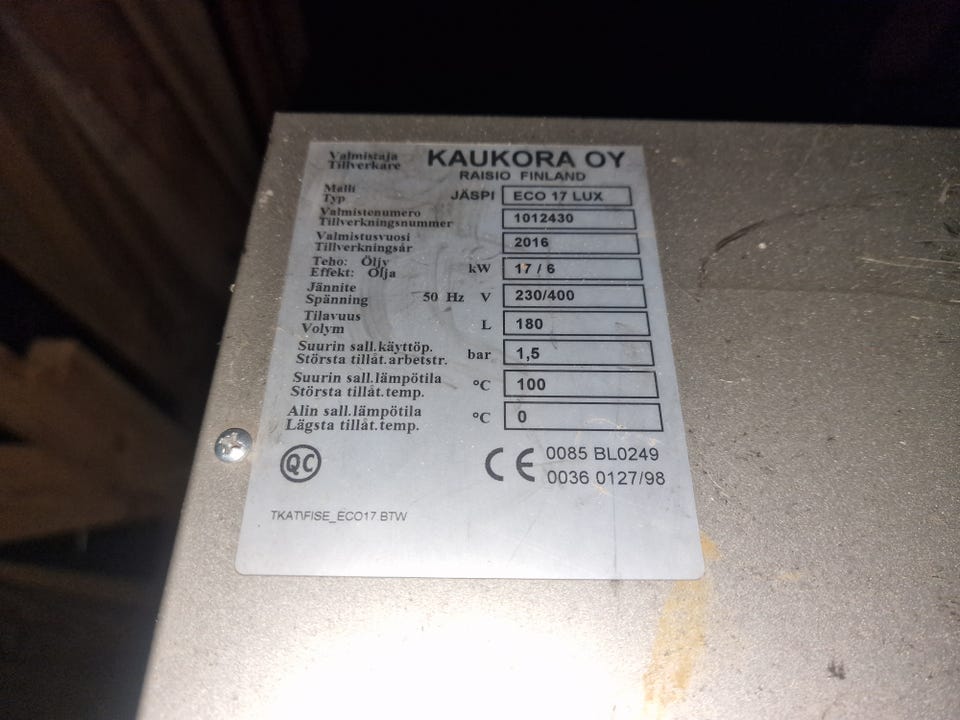 Valmistaja
Tillverkare
KAUKORA OY
RAISIO FINLAND
Malli
Typ
JÄSPI ECO 17 LUX
Valmistenumero
Tillverkningsnummer
1012430
Valmistusvuosi
Tillverkningsår
2016
Teho: Öljy
Effekt: Olja
kW 17 / 6
Jännite
Spänning
50 Hz V 230/400
Tilavuus
Volym
L 180
Suurin sall.käyttöp.
Största tillåt.arbetstr.
bar 1,5
Suurin sall.lämpötila
Största tillåt.temp.
°C 100
Alin sall.lämpötila
Lägsta tillåt.temp.
°C 0
QC
CE 0085 BL0249
0036 0127/98
TKAT\FISE_ECO17.BTW